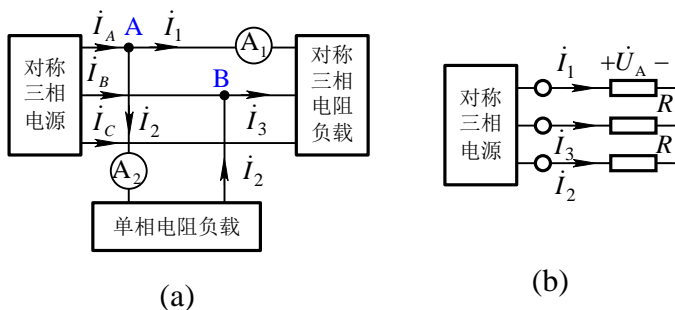 İ_A A İ_1 A_1
对称三相电源
İ_B B
对称三相电阻负载
İ_C İ_2 İ_3
A_2 İ_2
单相电阻负载
(a)
对称三相电源
İ_1 + U̇_A −
R
İ_3 R
İ_2
(b)